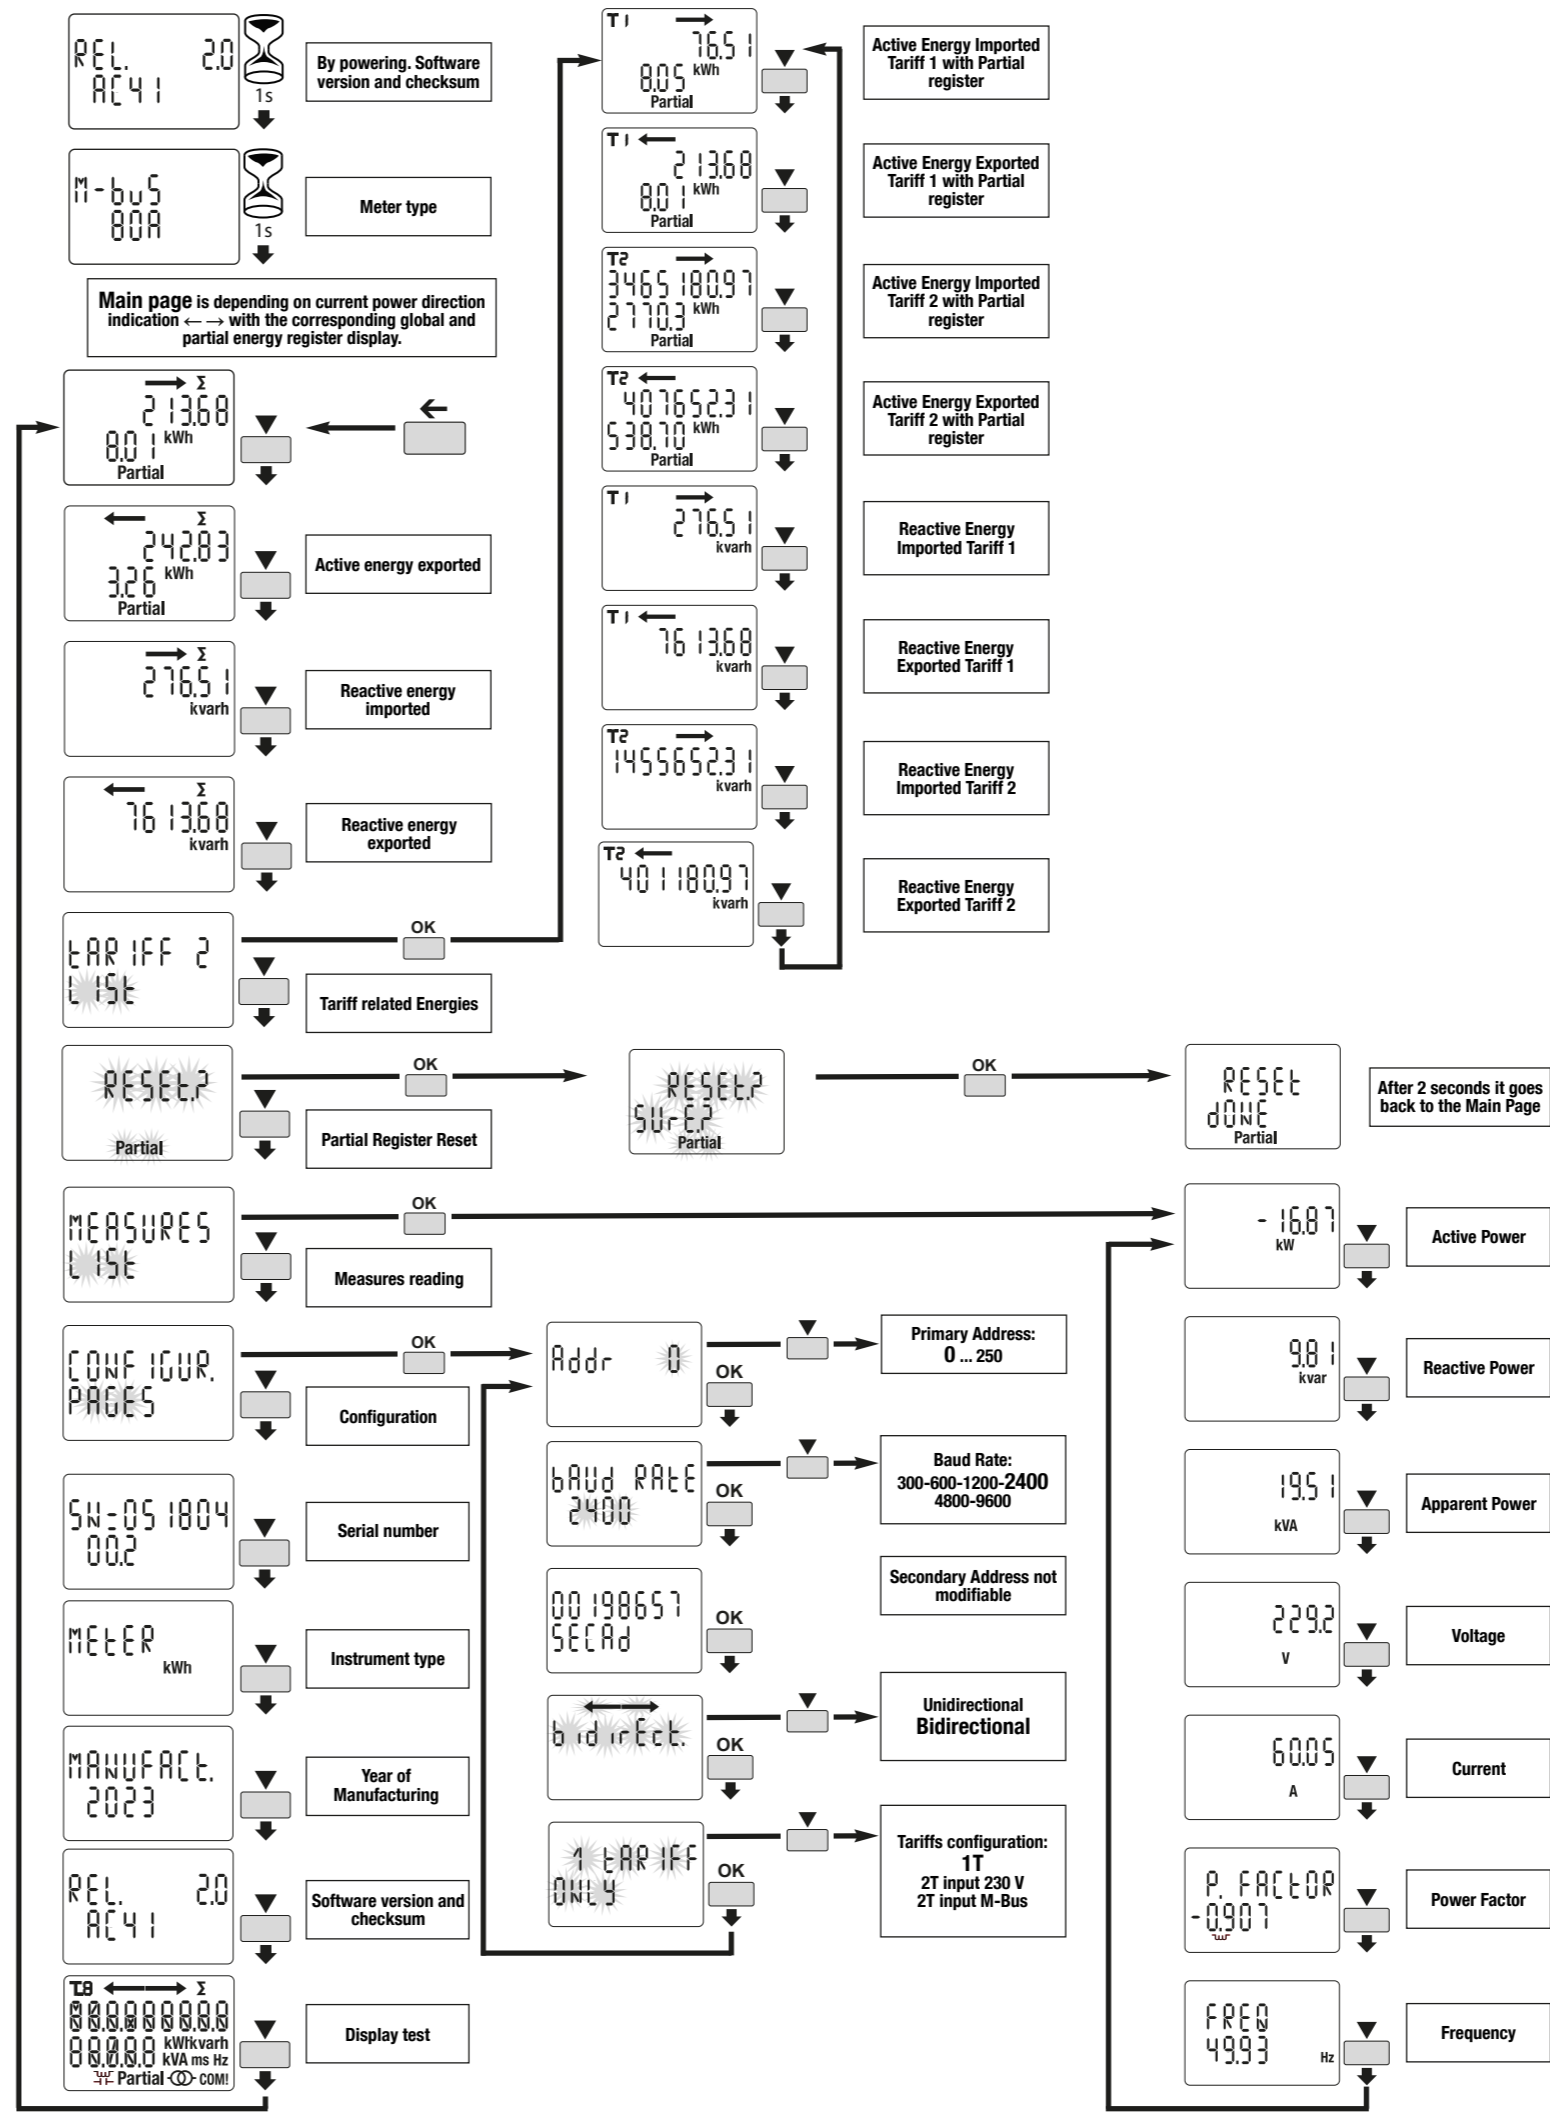 REL. 2.0
AC41
1s
By powering. Software
version and checksum
M-buS
80A
1s
Meter type
Main page is depending on current power direction
indication ← → with the corresponding global and
partial energy register display.
→ Σ
213.68
8.01 kWh
Partial
←
← Σ
242.83
3.26 kWh
Partial
Active energy exported
→ Σ
276.51
kvarh
Reactive energy
imported
← Σ
7613.68
kvarh
Reactive energy
exported
tARIFF 2
LISt
OK
Tariff related Energies
RESEt?
Partial
OK
Partial Register Reset
RESEt?
SUrE?
Partial
OK
RESEt
dONE
Partial
After 2 seconds it goes
back to the Main Page
MEASURES
LISt
OK
Measures reading
CONFIGUR.
PAGES
OK
Configuration
SN=051804
00.2
Serial number
MEtER
kWh
Instrument type
MANUFACt.
2023
Year of
Manufacturing
REL. 2.0
AC41
Software version and
checksum
T.8 ← → Σ
88.8.8.8.8.8.8
88.8.8.8 kWhkvarh
kVA ms Hz
Partial COM!
Display test
T1 →
76.51
8.05 kWh
Partial
Active Energy Imported
Tariff 1 with Partial
register
T1 ←
213.68
8.01 kWh
Partial
Active Energy Exported
Tariff 1 with Partial
register
T2 →
3465180.97
2770.3 kWh
Partial
Active Energy Imported
Tariff 2 with Partial
register
T2 ←
407652.31
538.70 kWh
Partial
Active Energy Exported
Tariff 2 with Partial
register
T1 →
276.51
kvarh
Reactive Energy
Imported Tariff 1
T1 ←
7613.68
kvarh
Reactive Energy
Exported Tariff 1
T2 →
1455652.31
kvarh
Reactive Energy
Imported Tariff 2
T2 ←
401180.97
kvarh
Reactive Energy
Exported Tariff 2
Addr 0
OK
Primary Address:
0 ... 250
bAUd RAtE
2400
OK
Baud Rate:
300-600-1200-2400
4800-9600
00198657
SECAd
OK
Secondary Address not
modifiable
bidirEct.
OK
Unidirectional
Bidirectional
1 tARIFF
ONLY
OK
Tariffs configuration:
1T
2T input 230 V
2T input M-Bus
-16.87
kW
Active Power
9.81
kvar
Reactive Power
19.51
kVA
Apparent Power
229.2
V
Voltage
60.05
A
Current
P. FACtOR
-0.907
Power Factor
FREQ
49.93
Hz
Frequency